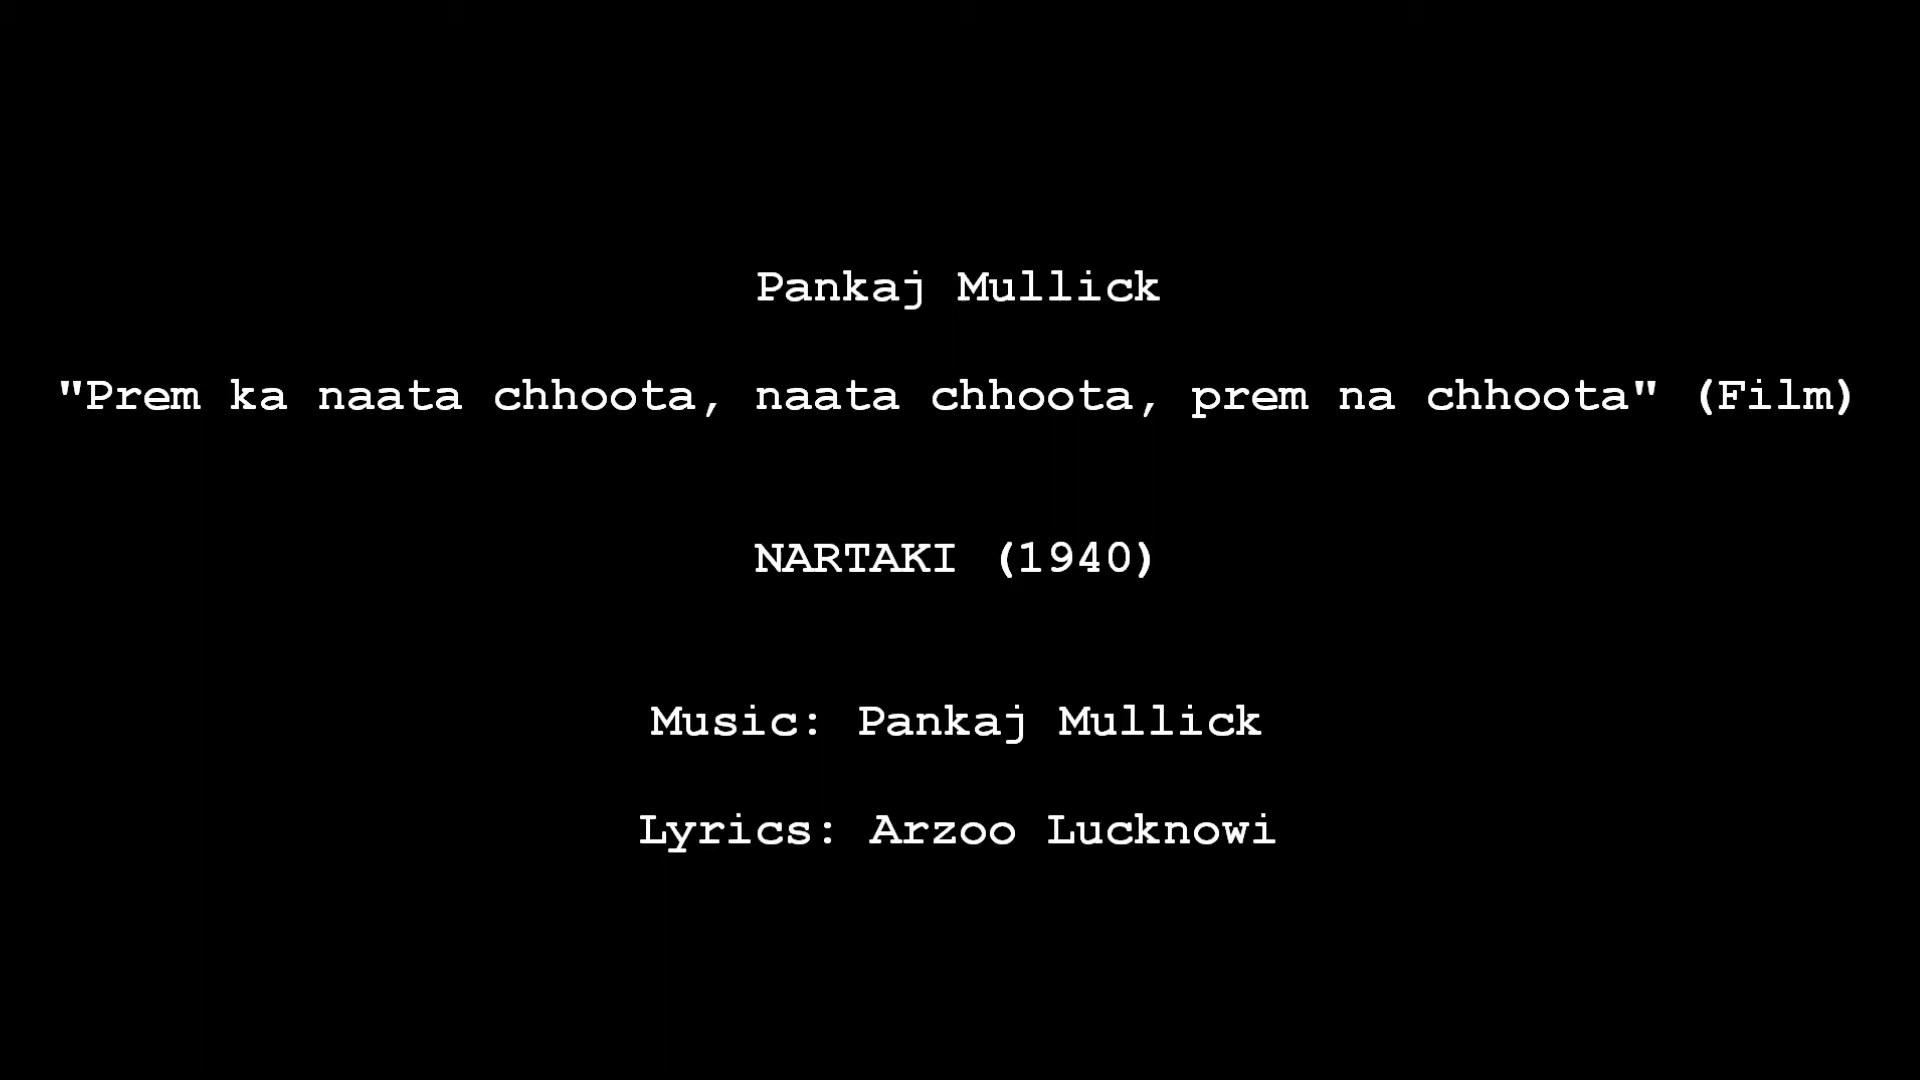 Pankaj Mullick
"Prem ka naata chhoota, naata chhoota, prem na chhoota" (Film)
NARTAKI (1940)
Music: Pankaj Mullick
Lyrics: Arzoo Lucknowi